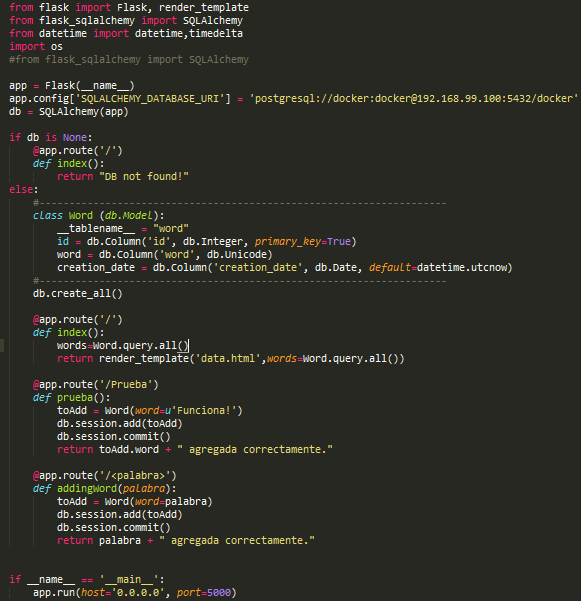 from flask import Flask, render_template
from flask_sqlalchemy import SQLAlchemy
from datetime import datetime,timedelta
import os
#from flask_sqlalchemy import SQLAlchemy

app = Flask(__name__)
app.config['SQLALCHEMY_DATABASE_URI'] = 'postgresql://docker:docker@192.168.99.100:5432/docker'
db = SQLAlchemy(app)

if db is None:
    @app.route('/')
    def index():
        return "DB not found!"
else:
    #--------------------------------------------------------------------
    class Word (db.Model):
        __tablename__ = "word"
        id = db.Column('id', db.Integer, primary_key=True)
        word = db.Column('word', db.Unicode)
        creation_date = db.Column('creation_date', db.Date, default=datetime.utcnow)
    #--------------------------------------------------------------------
    db.create_all()

    @app.route('/')
    def index():
        words=Word.query.all()
        return render_template('data.html',words=Word.query.all())

    @app.route('/Prueba')
    def prueba():
        toAdd = Word(word=u'Funciona!')
        db.session.add(toAdd)
        db.session.commit()
        return toAdd.word + " agregada correctamente."

    @app.route('/<palabra>')
    def addingWord(palabra):
        toAdd = Word(word=palabra)
        db.session.add(toAdd)
        db.session.commit()
        return palabra + " agregada correctamente."


if __name__ == '__main__':
    app.run(host='0.0.0.0', port=5000)